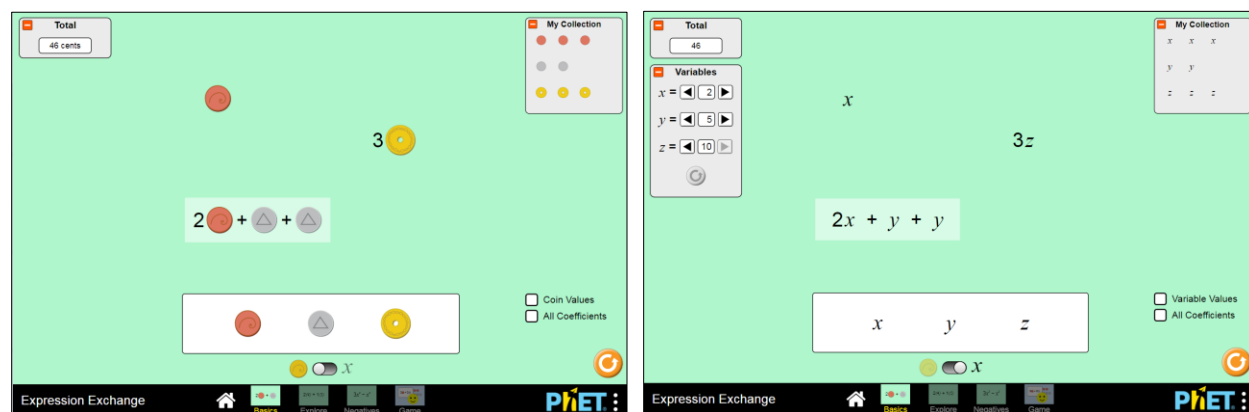 Total
46 cents
My Collection
3
2 + +
Coin Values
All Coefficients
x
Expression Exchange
Basics
Explore
Negatives
Game
PhET
Total
46
Variables
x = 2
y = 5
z = 10
My Collection
x x x
y y
z z z
x
3z
2x + y + y
Variable Values
All Coefficients
x y z
x
Expression Exchange
Basics
Explore
Negatives
Game
PhET